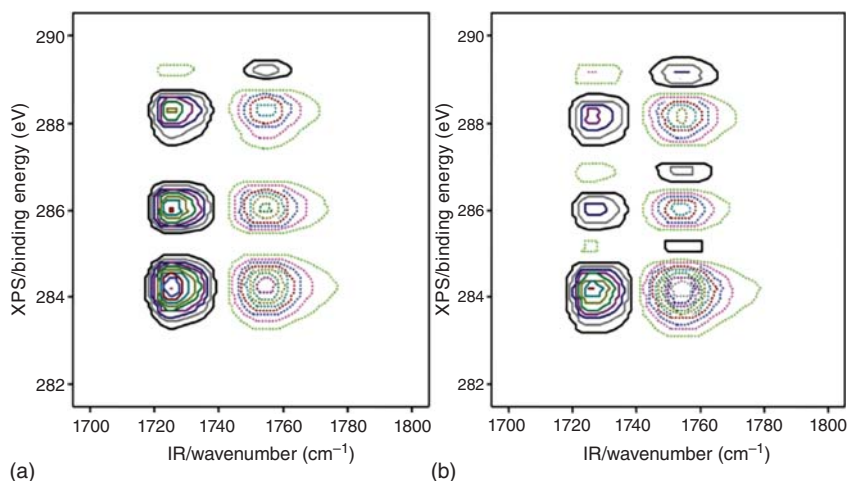 290
288
286
284
282
XPS/binding energy (eV)
1700 1720 1740 1760 1780 1800
IR/wavenumber (cm⁻¹)
(a)
290
288
286
284
282
XPS/binding energy (eV)
1700 1720 1740 1760 1780 1800
IR/wavenumber (cm⁻¹)
(b)